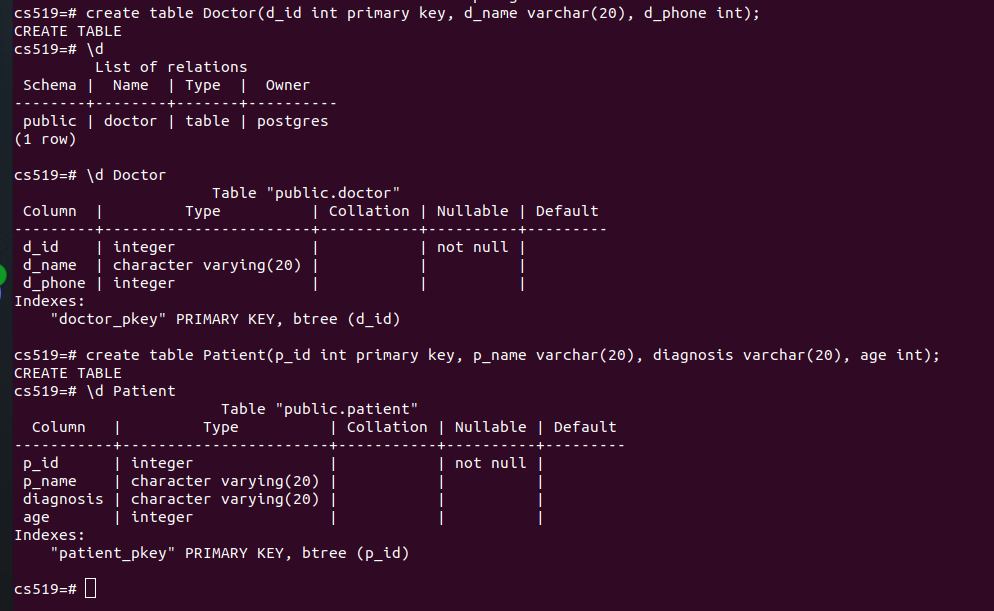 cs519=# create table Doctor(d_id int primary key, d_name varchar(20), d_phone int);
CREATE TABLE
cs519=# \d
         List of relations
 Schema |  Name  | Type  |  Owner
--------+--------+-------+----------
 public | doctor | table | postgres
(1 row)

cs519=# \d Doctor
                      Table "public.doctor"
 Column  |         Type          | Collation | Nullable | Default
---------+-----------------------+-----------+----------+---------
 d_id    | integer               |           | not null |
 d_name  | character varying(20) |           |          |
 d_phone | integer               |           |          |
Indexes:
    "doctor_pkey" PRIMARY KEY, btree (d_id)

cs519=# create table Patient(p_id int primary key, p_name varchar(20), diagnosis varchar(20), age int);
CREATE TABLE
cs519=# \d Patient
                       Table "public.patient"
  Column   |         Type          | Collation | Nullable | Default
-----------+-----------------------+-----------+----------+---------
 p_id      | integer               |           | not null |
 p_name    | character varying(20) |           |          |
 diagnosis | character varying(20) |           |          |
 age       | integer               |           |          |
Indexes:
    "patient_pkey" PRIMARY KEY, btree (p_id)

cs519=#